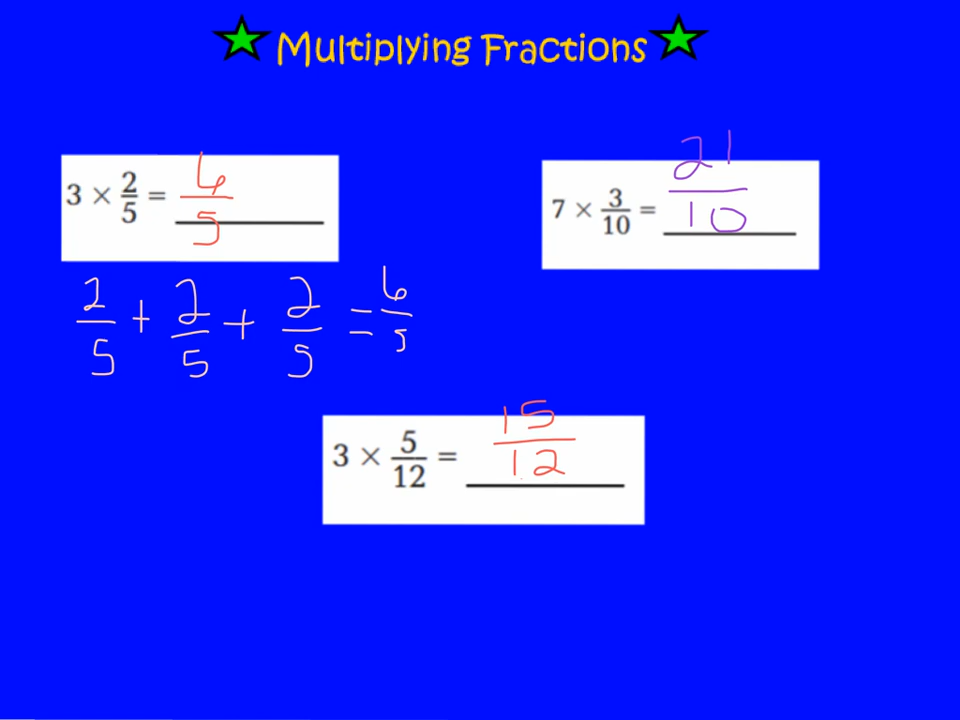 Multiplying Fractions
3 × 2/5 = 6/5
7 × 3/10 = 21/10
2/5 + 2/5 + 2/5 = 6/5
3 × 5/12 = 15/12